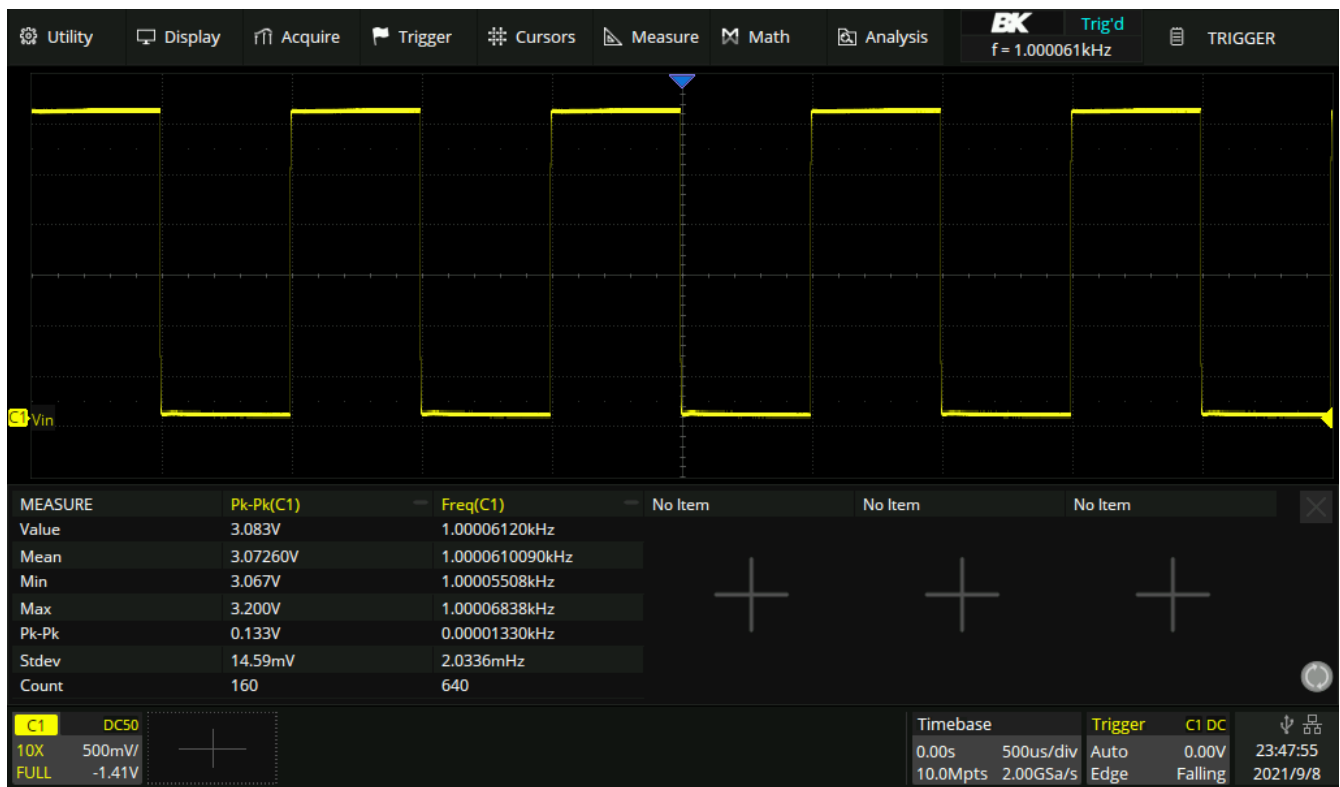 Utility Display Acquire Trigger Cursors Measure Math Analysis BK Trig'd TRIGGER
f = 1.000061kHz
C1 Vin
MEASURE Pk-Pk(C1) Freq(C1) No Item No Item No Item
Value 3.083V 1.00006120kHz
Mean 3.07260V 1.0000610090kHz
Min 3.067V 1.00005508kHz
Max 3.200V 1.00006838kHz
Pk-Pk 0.133V 0.00001330kHz
Stdev 14.59mV 2.0336mHz
Count 160 640
C1 DC50 Timebase Trigger C1 DC
10X 500mV/ 0.00s 500us/div Auto 0.00V 23:47:55
FULL -1.41V 10.0Mpts 2.00GSa/s Edge Falling 2021/9/8